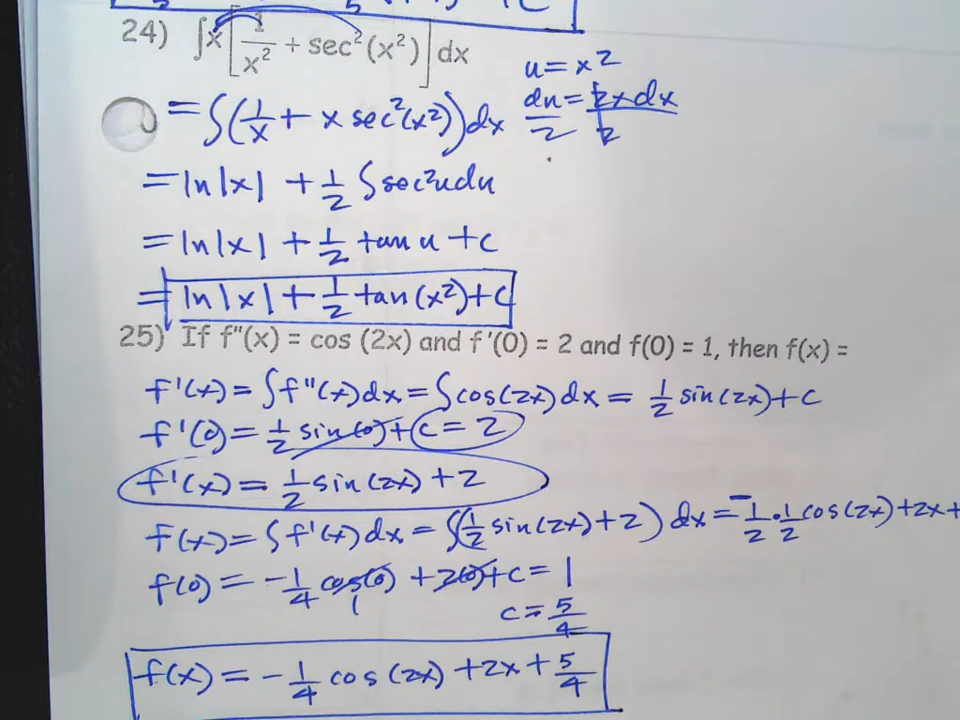 +C
24) ∫x[1/x² + sec²(x²)]dx
u = x²
= ∫(1/x + x sec²(x²))dx
du/2 = 2x dx/2
= ln|x| + 1/2 ∫sec²u du
= ln|x| + 1/2 tan u + c
= ln|x| + 1/2 tan(x²) + C
25) If f"(x) = cos (2x) and f'(0) = 2 and f(0) = 1, then f(x) =
f'(x) = ∫f"(x)dx = ∫cos(2x)dx = 1/2 sin(2x) + C
f'(0) = 1/2 sin(0) + c = 2
f'(x) = 1/2 sin(2x) + 2
f(x) = ∫f'(x)dx = ∫(1/2 sin(2x) + 2)dx = -1/2 · 1/2 cos(2x) + 2x +
f(0) = -1/4 cos(0) + 2(0) + c = 1
1
c = 5/4
f(x) = -1/4 cos(2x) + 2x + 5/4